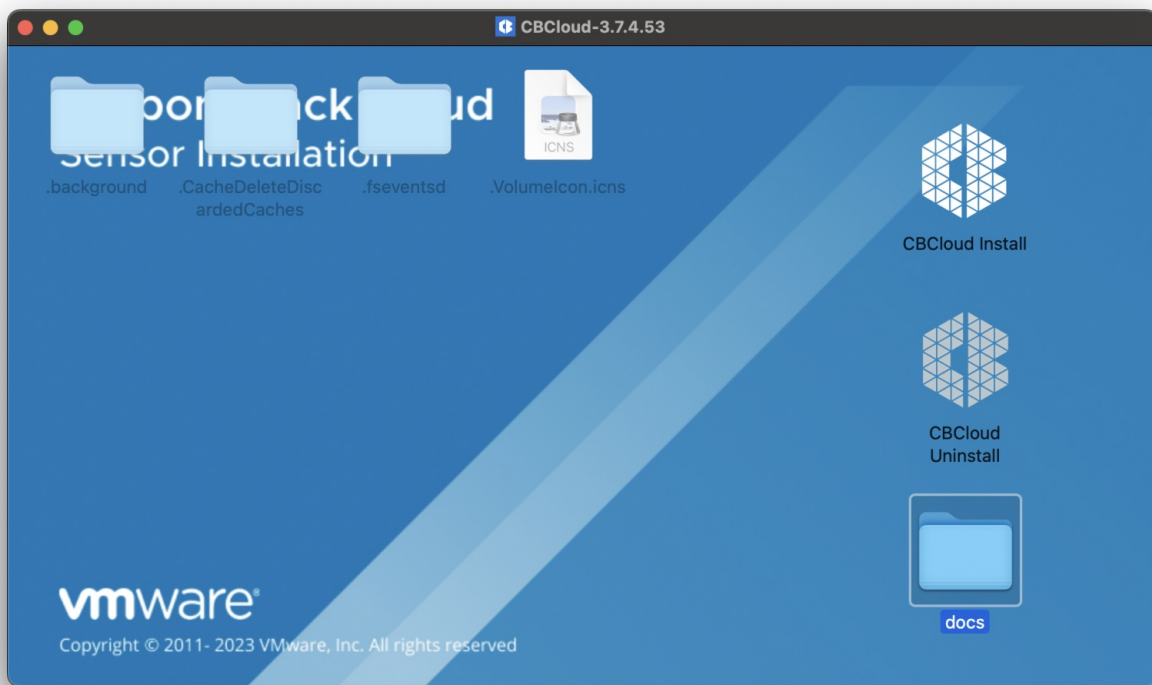 CBCloud-3.7.4.53
ud
Sensor Installation
ICNS
.background
.CacheDeleteDisc
ardedCaches
.fseventsd
.VolumeIcon.icns
CBCloud Install
CBCloud
Uninstall
docs
vmware®
Copyright © 2011- 2023 VMware, Inc. All rights reserved